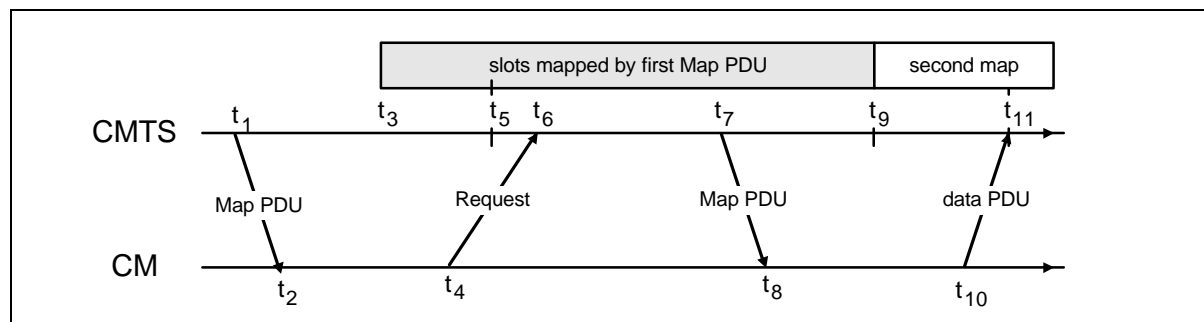 slots mapped by first Map PDU second map
t1 t3 t5 t6 t7 t9 t11
CMTS
Map PDU Request Map PDU data PDU
CM
t2 t4 t8 t10